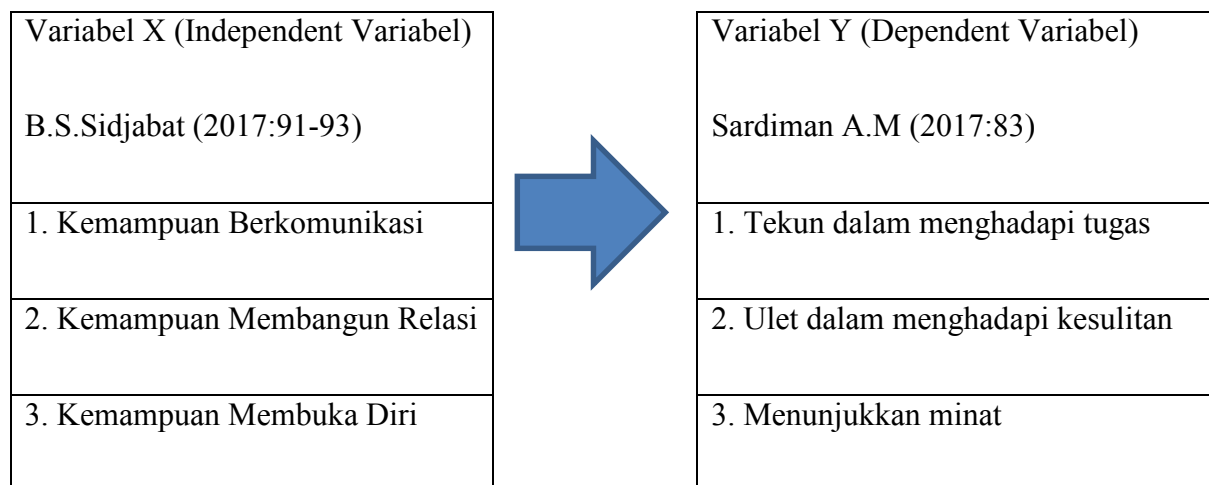 Variabel X (Independent Variabel)
B.S.Sidjabat (2017:91-93)
1. Kemampuan Berkomunikasi
2. Kemampuan Membangun Relasi
3. Kemampuan Membuka Diri
Variabel Y (Dependent Variabel)
Sardiman A.M (2017:83)
1. Tekun dalam menghadapi tugas
2. Ulet dalam menghadapi kesulitan
3. Menunjukkan minat